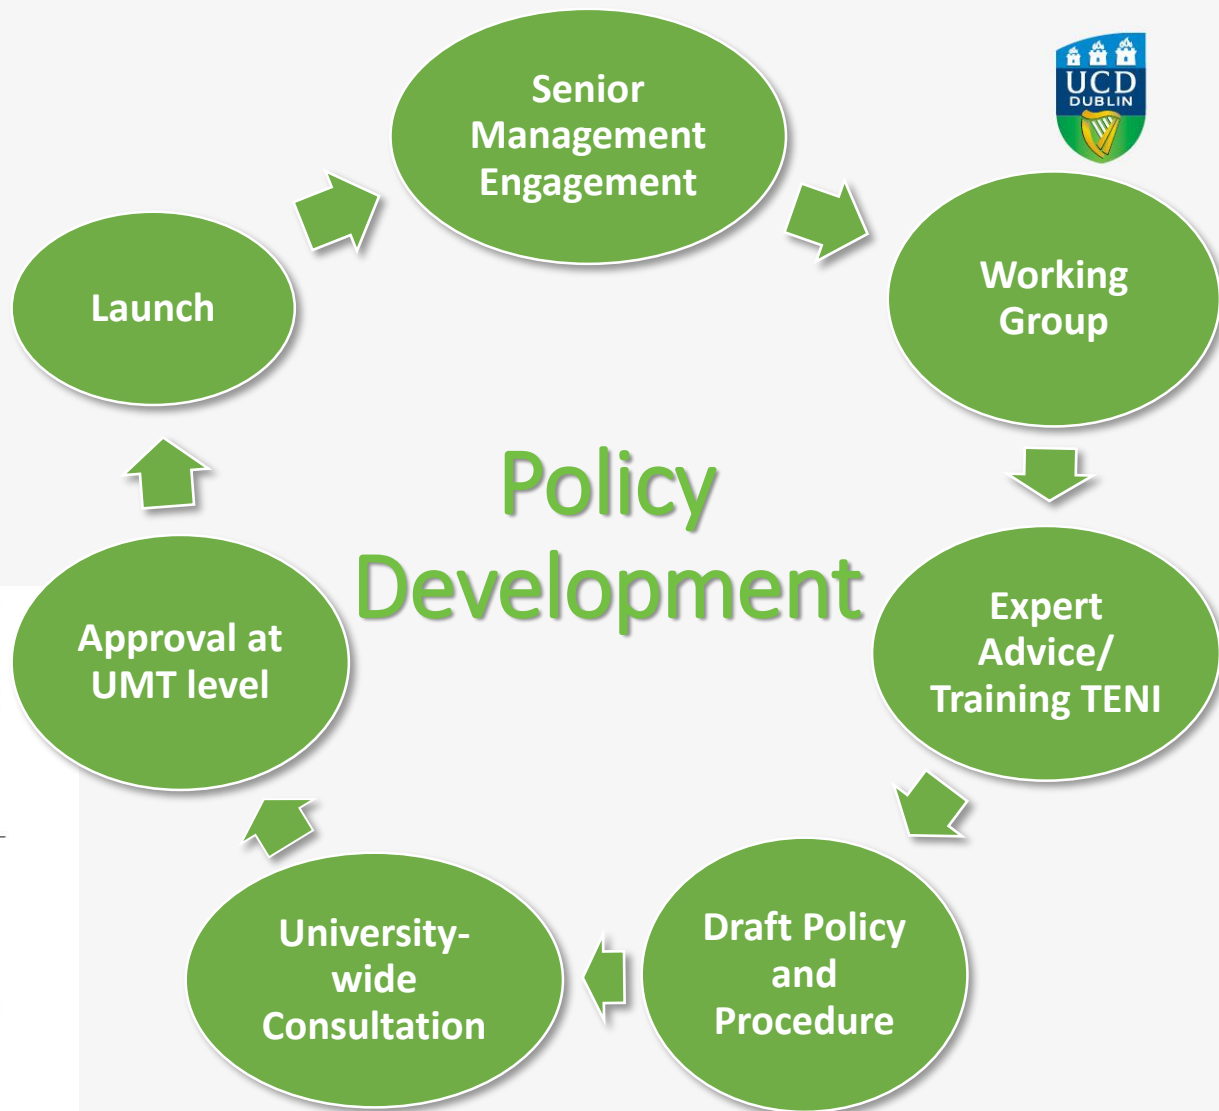 Senior
Management
Engagement
UCD
DUBLIN
Working
Group
Expert
Advice/
Training TENI
Draft Policy
and
Procedure
University-
wide
Consultation
Approval at
UMT level
Launch
Policy
Development